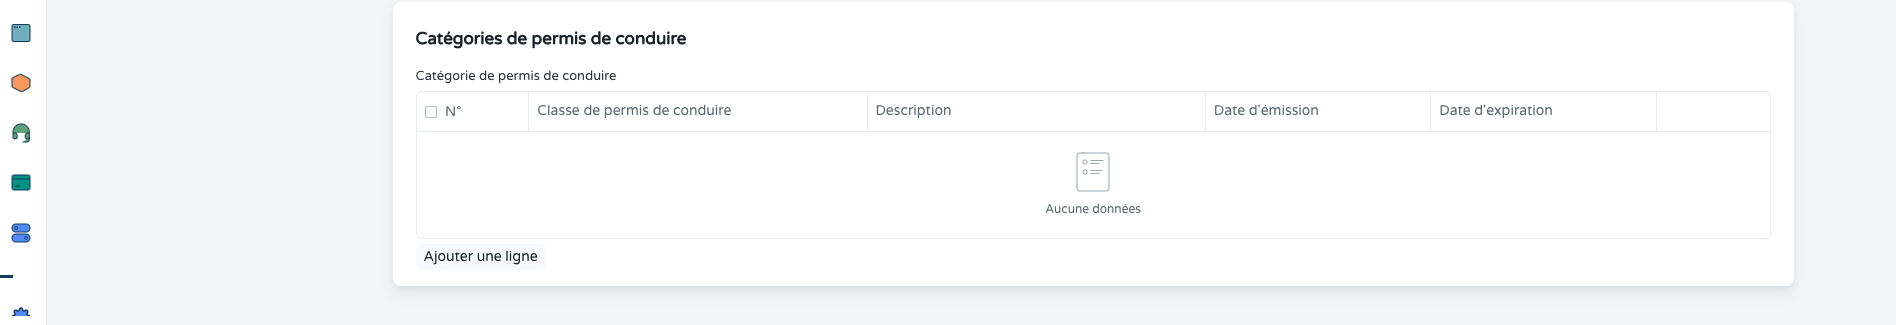 Catégories de permis de conduire
Catégorie de permis de conduire
N° Classe de permis de conduire Description Date d'émission Date d'expiration
Aucune données
Ajouter une ligne